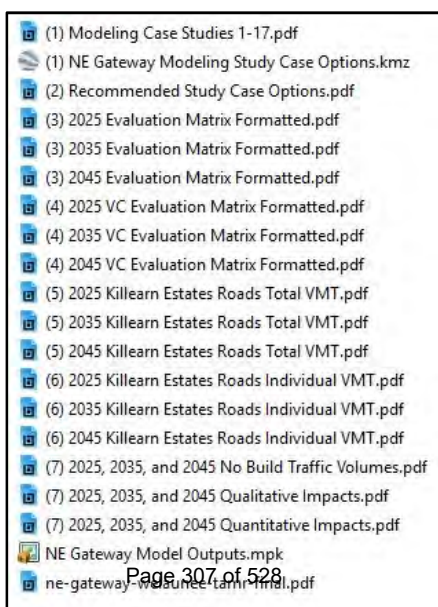 (1) Modeling Case Studies 1-17.pdf
(1) NE Gateway Modeling Study Case Options.kmz
(2) Recommended Study Case Options.pdf
(3) 2025 Evaluation Matrix Formatted.pdf
(3) 2035 Evaluation Matrix Formatted.pdf
(3) 2045 Evaluation Matrix Formatted.pdf
(4) 2025 VC Evaluation Matrix Formatted.pdf
(4) 2035 VC Evaluation Matrix Formatted.pdf
(4) 2045 VC Evaluation Matrix Formatted.pdf
(5) 2025 Killearn Estates Roads Total VMT.pdf
(5) 2035 Killearn Estates Roads Total VMT.pdf
(5) 2045 Killearn Estates Roads Total VMT.pdf
(6) 2025 Killearn Estates Roads Individual VMT.pdf
(6) 2035 Killearn Estates Roads Individual VMT.pdf
(6) 2045 Killearn Estates Roads Individual VMT.pdf
(7) 2025, 2035, and 2045 No Build Traffic Volumes.pdf
(7) 2025, 2035, and 2045 Qualitative Impacts.pdf
(7) 2025, 2035, and 2045 Quantitative Impacts.pdf
NE Gateway Model Outputs.mpk
ne-gateway-welaunee-tamr-final.pdf
Page 307 of 528